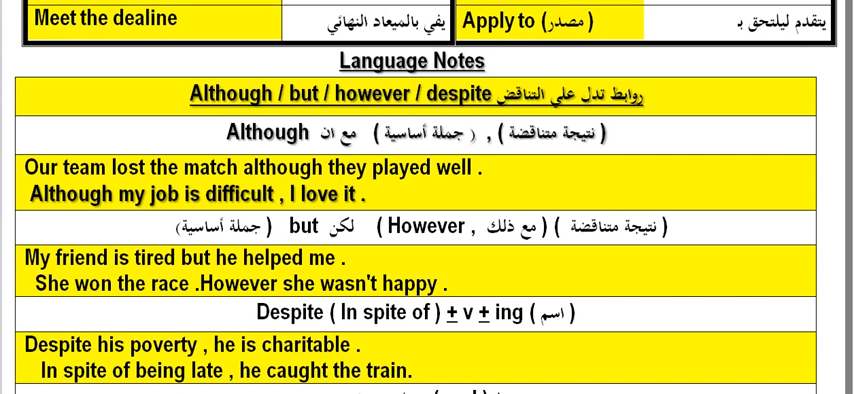 Meet the dealine يفي بالميعاد النهائي Apply to (مصدر) يتقدم ليلتحق بـ
Language Notes
Although / but / however / despite روابط تدل علي التناقض
Although مع ان ( جملة أساسية ) , ( نتيجة متناقضة )
Our team lost the match although they played well .
Although my job is difficult , I love it .
(جملة أساسية ) but لكن ( However , مع ذلك ) ( نتيجة متناقضة )
My friend is tired but he helped me .
She won the race .However she wasn't happy .
Despite ( In spite of ) ± v ± ing ( اسم )
Despite his poverty , he is charitable .
In spite of being late , he caught the train.